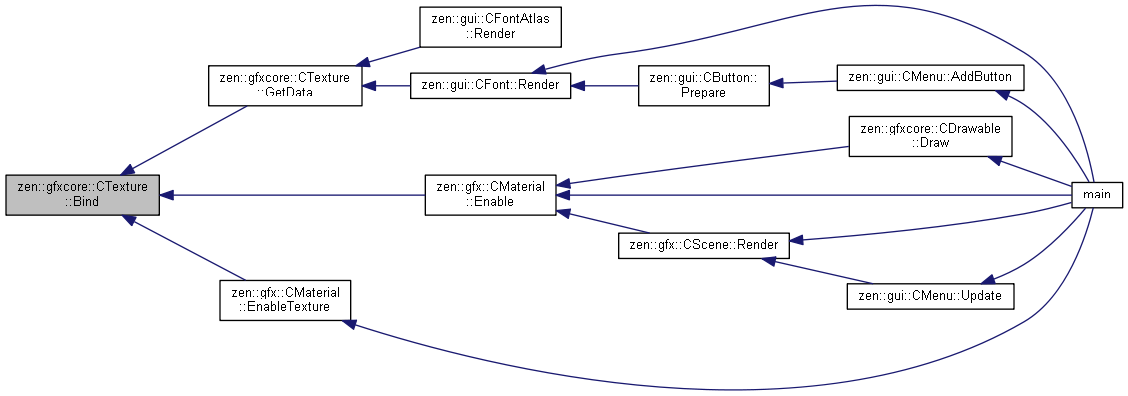 zen::gui::CFontAtlas
::Render
zen::gfxcore::CTexture
::GetData
zen::gui::CFont::Render
zen::gui::CButton::
Prepare
zen::gui::CMenu::AddButton
zen::gfxcore::CDrawable
::Draw
zen::gfxcore::CTexture
::Bind
zen::gfx::CMaterial
::Enable
main
zen::gfx::CScene::Render
zen::gfx::CMaterial
::EnableTexture
zen::gui::CMenu::Update